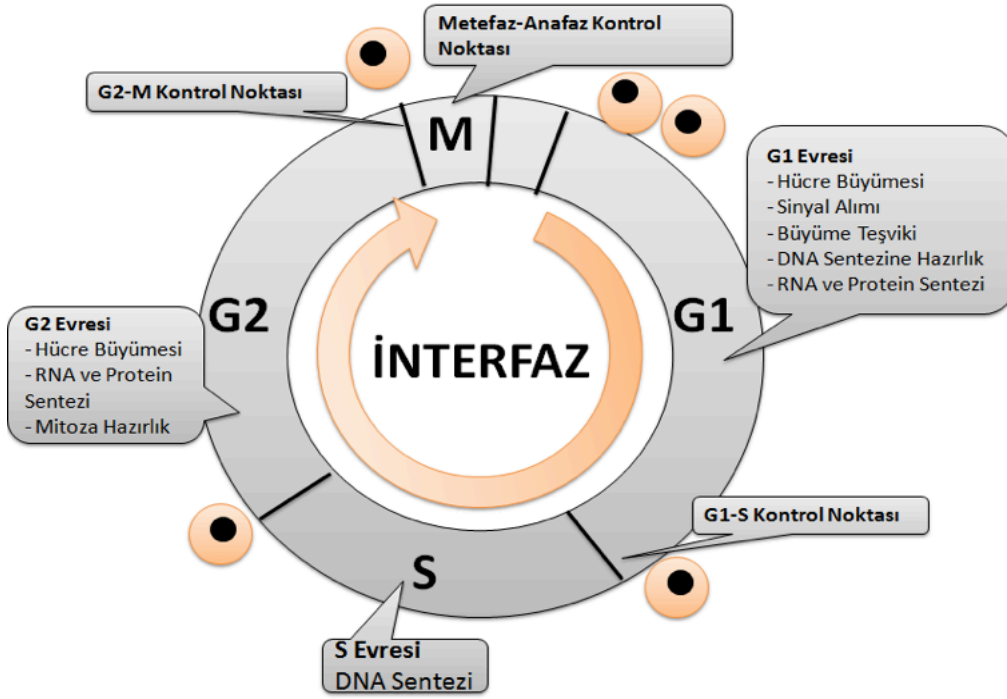 Metefaz-Anafaz Kontrol
Noktası
G2-M Kontrol Noktası
M
G1 Evresi
- Hücre Büyümesi
- Sinyal Alımı
- Büyüme Teşviki
- DNA Sentezine Hazırlık
- RNA ve Protein Sentezi
G2
G1
İNTERFAZ
G2 Evresi
- Hücre Büyümesi
- RNA ve Protein
Sentezi
- Mitoza Hazırlık
G1-S Kontrol Noktası
S
S Evresi
DNA Sentezi